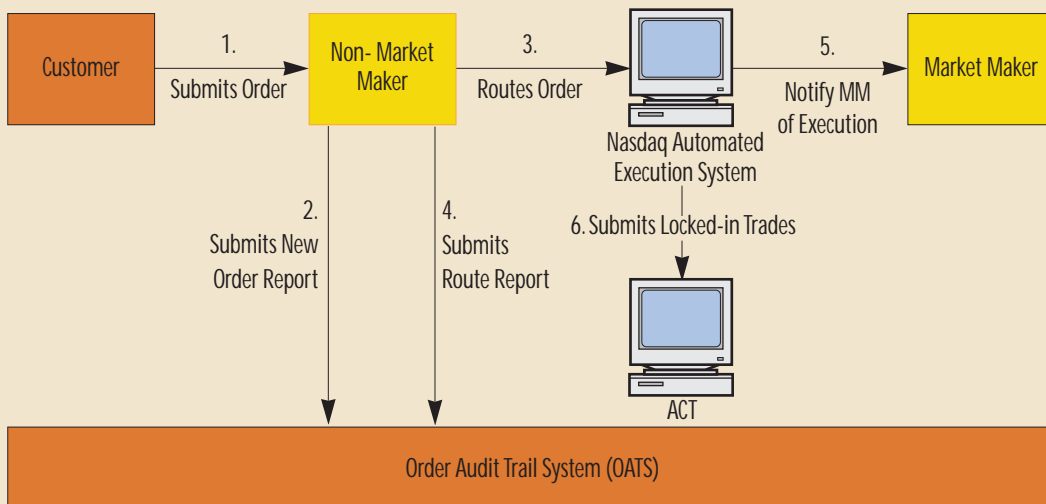 Customer
1.
Submits Order
Non- Market
Maker
3.
Routes Order
Nasdaq Automated
Execution System
5.
Notify MM
of Execution
Market Maker
2.
Submits New
Order Report
4.
Submits
Route Report
6. Submits Locked-in Trades
ACT
Order Audit Trail System (OATS)